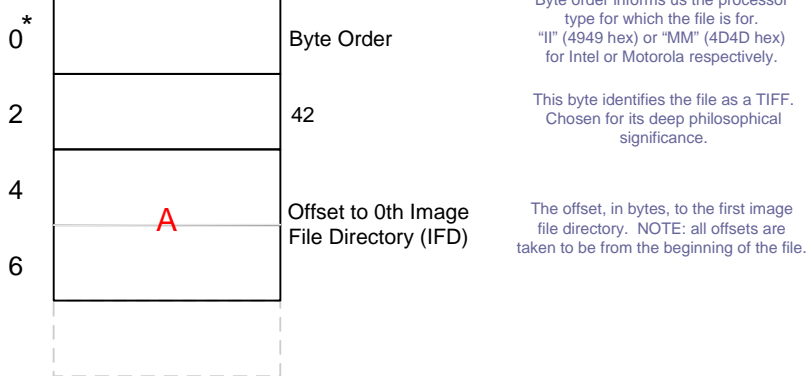 Byte order informs us the processor
type for which the file is for.
“II” (4949 hex) or “MM” (4D4D hex)
for Intel or Motorola respectively.
0*
Byte Order
2
42
This byte identifies the file as a TIFF.
Chosen for its deep philosophical
significance.
4
A
Offset to 0th Image
File Directory (IFD)
The offset, in bytes, to the first image
file directory. NOTE: all offsets are
taken to be from the beginning of the file.
6